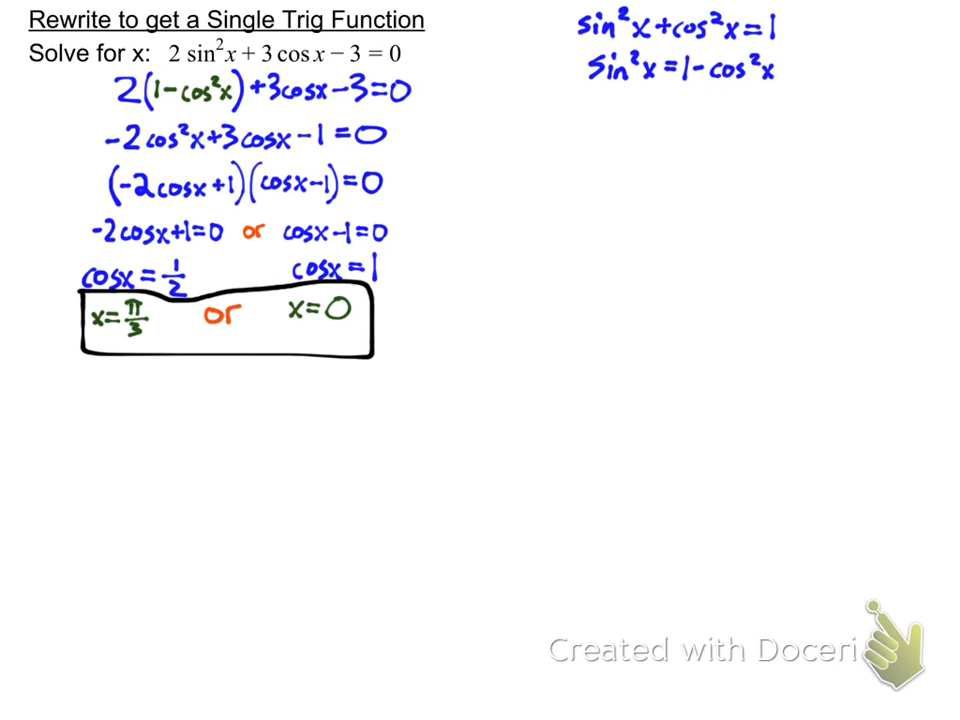 Rewrite to get a Single Trig Function
Solve for x: 2 sin²x + 3 cos x − 3 = 0
2(1-cos²x)+3cosx-3=0
-2cos²x+3cosx-1=0
(-2cosx+1)(cosx-1)=0
-2cosx+1=0 or cosx-1=0
cosx=1/2 cosx=1
x=π/3 or x=0
sin²x+cos²x=1
sin²x=1-cos²x
Created with Doceri